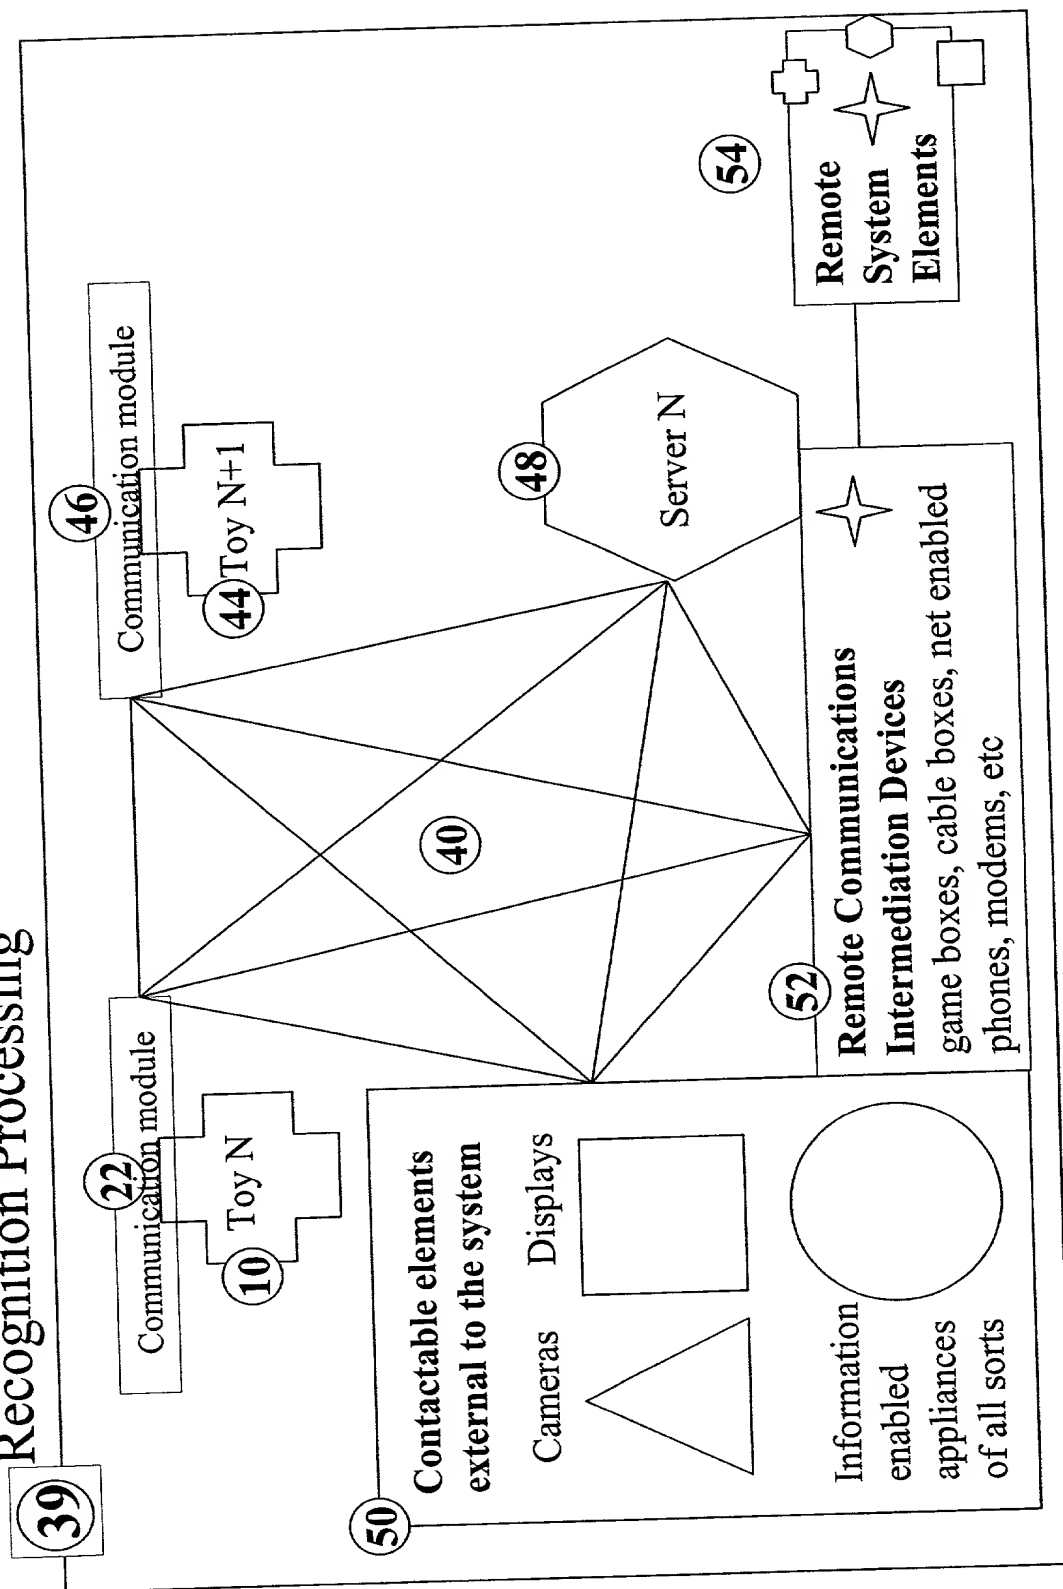 Recognition Processing
39
22
Communication module
10
Toy N
46
Communication module
44
Toy N+1
40
48
Server N
54
Remote
System
Elements
50
Contactable elements
external to the system
Cameras
Displays
Information
enabled
appliances
of all sorts
52
Remote Communications
Intermediation Devices
game boxes, cable boxes, net enabled
phones, modems, etc